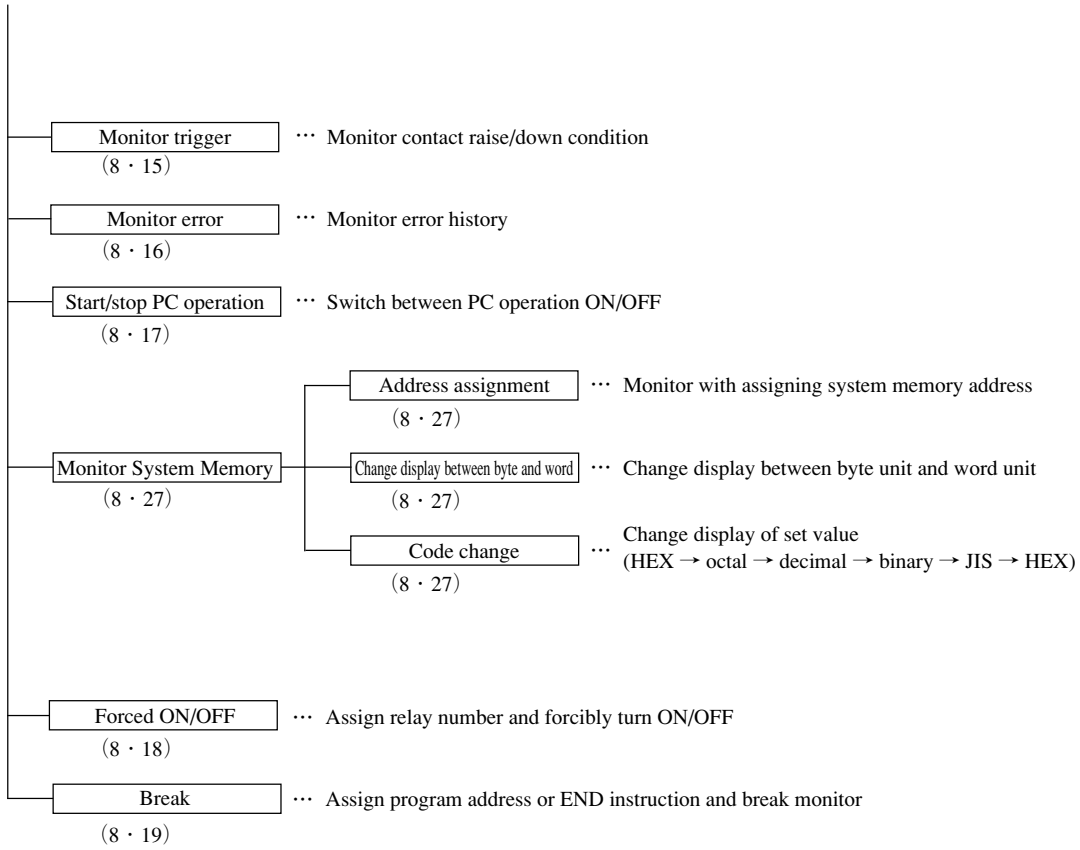 Monitor trigger ··· Monitor contact raise/down condition
(8・15)
Monitor error ··· Monitor error history
(8・16)
Start/stop PC operation ··· Switch between PC operation ON/OFF
(8・17)
Address assignment ··· Monitor with assigning system memory address
(8・27)
Monitor System Memory
(8・27)
Change display between byte and word ··· Change display between byte unit and word unit
(8・27)
Code change ··· Change display of set value
(HEX → octal → decimal → binary → JIS → HEX)
(8・27)
Forced ON/OFF ··· Assign relay number and forcibly turn ON/OFF
(8・18)
Break ··· Assign program address or END instruction and break monitor
(8・19)